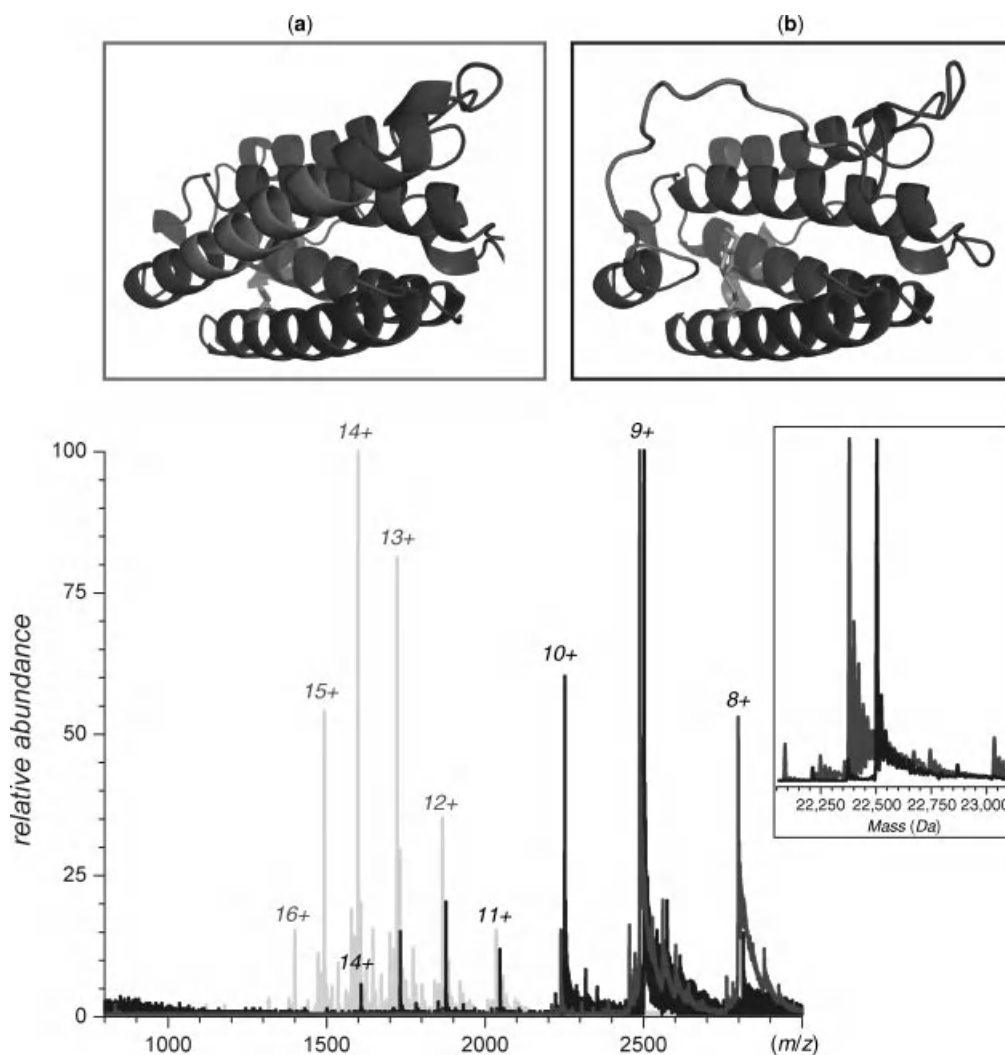 (a) (b)
14+ 9+
100
13+
75
10+
15+ 8+
50
12+
25
16+ 11+
14+
0
relative abundance
1000 1500 2000 2500 (m/z)
22,250 22,500 22,750 23,000
Mass (Da)